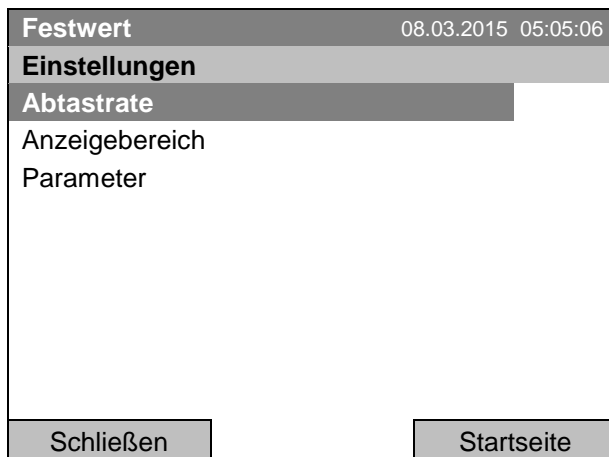 Festwert 08.03.2015 05:05:06
Einstellungen
Abtastrate
Anzeigebereich
Parameter
Schließen Startseite